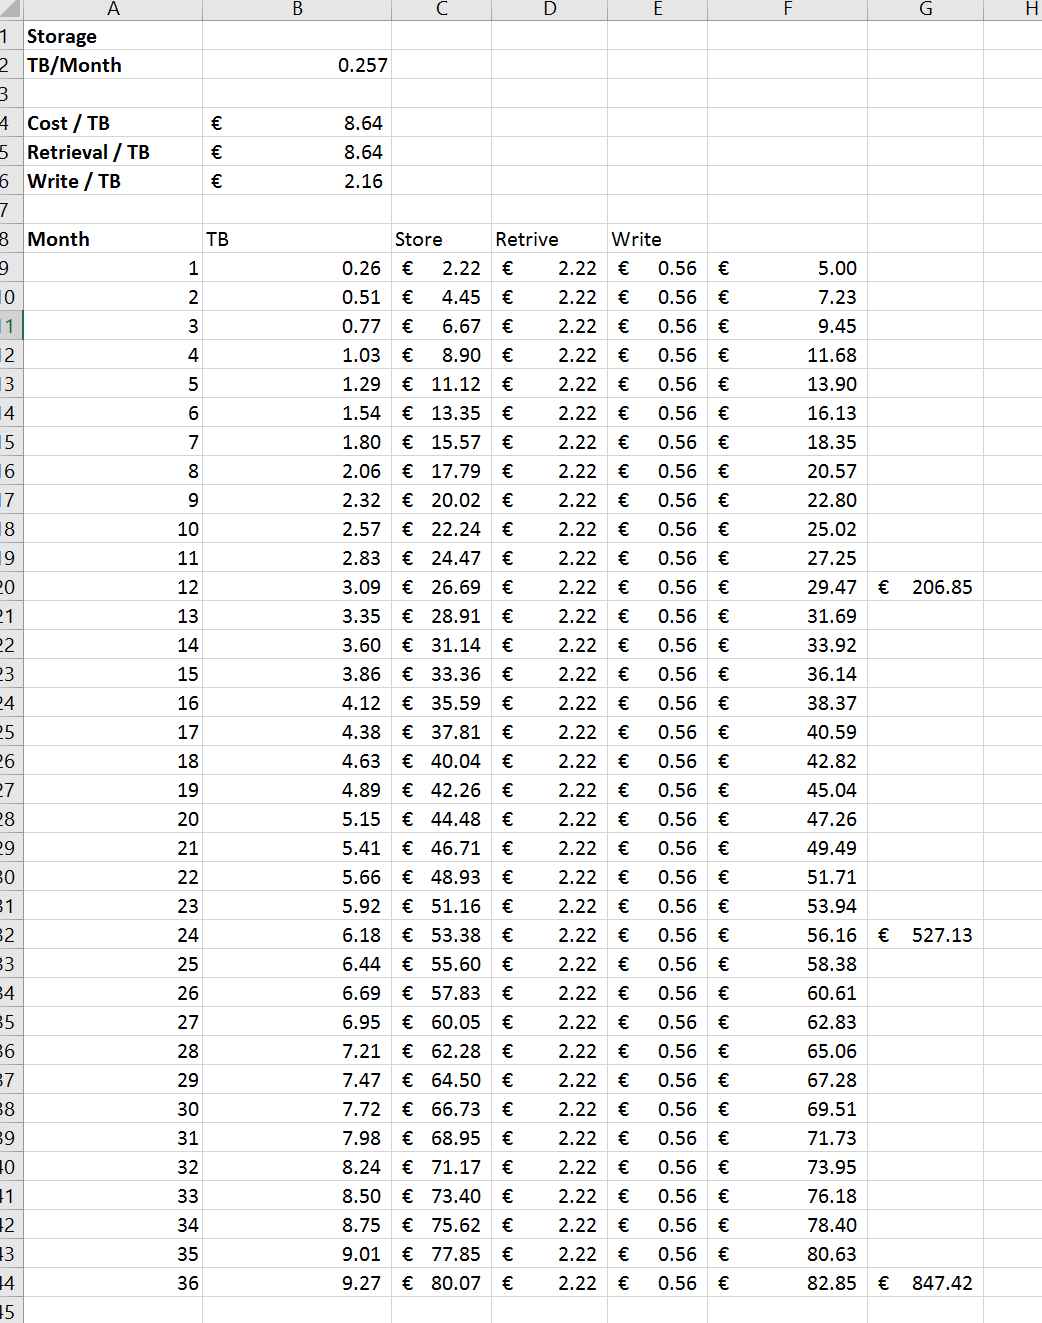 A B C D E F G H
1 Storage
2 TB/Month 0.257
3
4 Cost / TB € 8.64
5 Retrieval / TB € 8.64
6 Write / TB € 2.16
7
8 Month TB Store Retrive Write
9 1 0.26 € 2.22 € 2.22 € 0.56 € 5.00
10 2 0.51 € 4.45 € 2.22 € 0.56 € 7.23
11 3 0.77 € 6.67 € 2.22 € 0.56 € 9.45
12 4 1.03 € 8.90 € 2.22 € 0.56 € 11.68
13 5 1.29 € 11.12 € 2.22 € 0.56 € 13.90
14 6 1.54 € 13.35 € 2.22 € 0.56 € 16.13
15 7 1.80 € 15.57 € 2.22 € 0.56 € 18.35
16 8 2.06 € 17.79 € 2.22 € 0.56 € 20.57
17 9 2.32 € 20.02 € 2.22 € 0.56 € 22.80
18 10 2.57 € 22.24 € 2.22 € 0.56 € 25.02
19 11 2.83 € 24.47 € 2.22 € 0.56 € 27.25
20 12 3.09 € 26.69 € 2.22 € 0.56 € 29.47 € 206.85
21 13 3.35 € 28.91 € 2.22 € 0.56 € 31.69
22 14 3.60 € 31.14 € 2.22 € 0.56 € 33.92
23 15 3.86 € 33.36 € 2.22 € 0.56 € 36.14
24 16 4.12 € 35.59 € 2.22 € 0.56 € 38.37
25 17 4.38 € 37.81 € 2.22 € 0.56 € 40.59
26 18 4.63 € 40.04 € 2.22 € 0.56 € 42.82
27 19 4.89 € 42.26 € 2.22 € 0.56 € 45.04
28 20 5.15 € 44.48 € 2.22 € 0.56 € 47.26
29 21 5.41 € 46.71 € 2.22 € 0.56 € 49.49
30 22 5.66 € 48.93 € 2.22 € 0.56 € 51.71
31 23 5.92 € 51.16 € 2.22 € 0.56 € 53.94
32 24 6.18 € 53.38 € 2.22 € 0.56 € 56.16 € 527.13
33 25 6.44 € 55.60 € 2.22 € 0.56 € 58.38
34 26 6.69 € 57.83 € 2.22 € 0.56 € 60.61
35 27 6.95 € 60.05 € 2.22 € 0.56 € 62.83
36 28 7.21 € 62.28 € 2.22 € 0.56 € 65.06
37 29 7.47 € 64.50 € 2.22 € 0.56 € 67.28
38 30 7.72 € 66.73 € 2.22 € 0.56 € 69.51
39 31 7.98 € 68.95 € 2.22 € 0.56 € 71.73
40 32 8.24 € 71.17 € 2.22 € 0.56 € 73.95
41 33 8.50 € 73.40 € 2.22 € 0.56 € 76.18
42 34 8.75 € 75.62 € 2.22 € 0.56 € 78.40
43 35 9.01 € 77.85 € 2.22 € 0.56 € 80.63
44 36 9.27 € 80.07 € 2.22 € 0.56 € 82.85 € 847.42
45